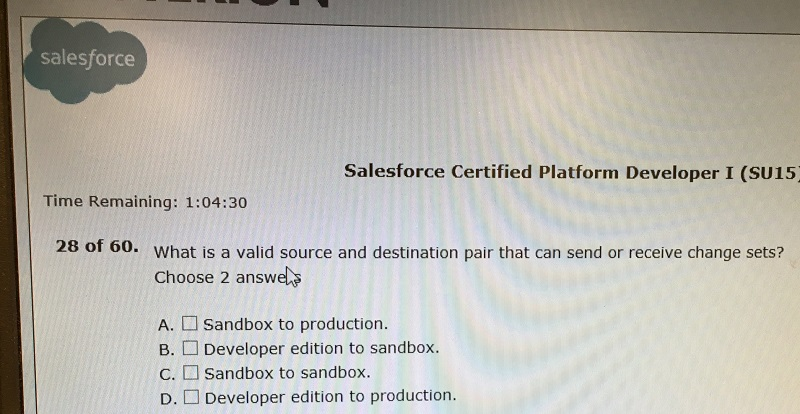 salesforce
Salesforce Certified Platform Developer I (SU15)
Time Remaining: 1:04:30
28 of 60. What is a valid source and destination pair that can send or receive change sets?
Choose 2 answers
A. Sandbox to production.
B. Developer edition to sandbox.
C. Sandbox to sandbox.
D. Developer edition to production.